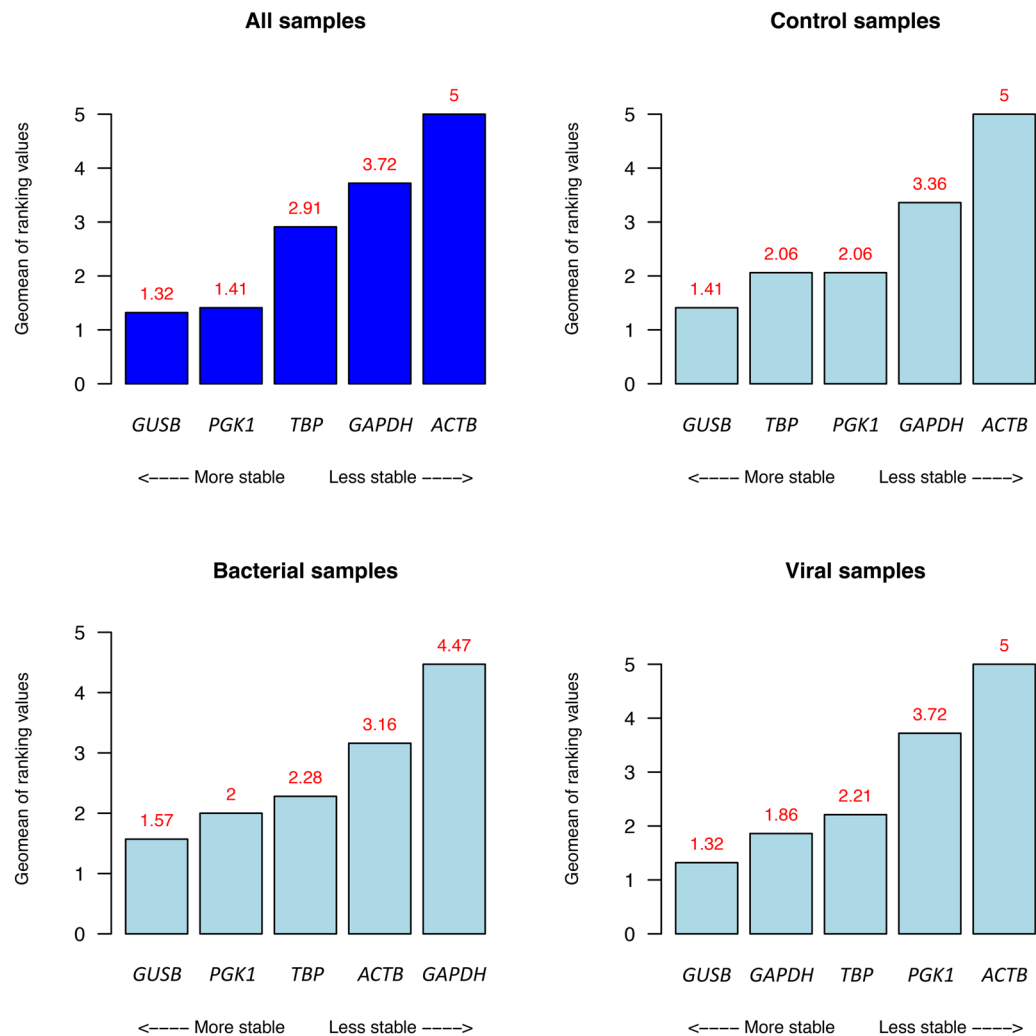 All samples
Geomean of ranking values
5
4
3
2
1
0
1.32
1.41
2.91
3.72
5
GUSB PGK1 TBP GAPDH ACTB
<---- More stable Less stable ---->
Control samples
Geomean of ranking values
5
4
3
2
1
0
1.41
2.06
2.06
3.36
5
GUSB TBP PGK1 GAPDH ACTB
<---- More stable Less stable ---->
Bacterial samples
Geomean of ranking values
5
4
3
2
1
0
1.57
2
2.28
3.16
4.47
GUSB PGK1 TBP ACTB GAPDH
<---- More stable Less stable ---->
Viral samples
Geomean of ranking values
5
4
3
2
1
0
1.32
1.86
2.21
3.72
5
GUSB GAPDH TBP PGK1 ACTB
<---- More stable Less stable ---->